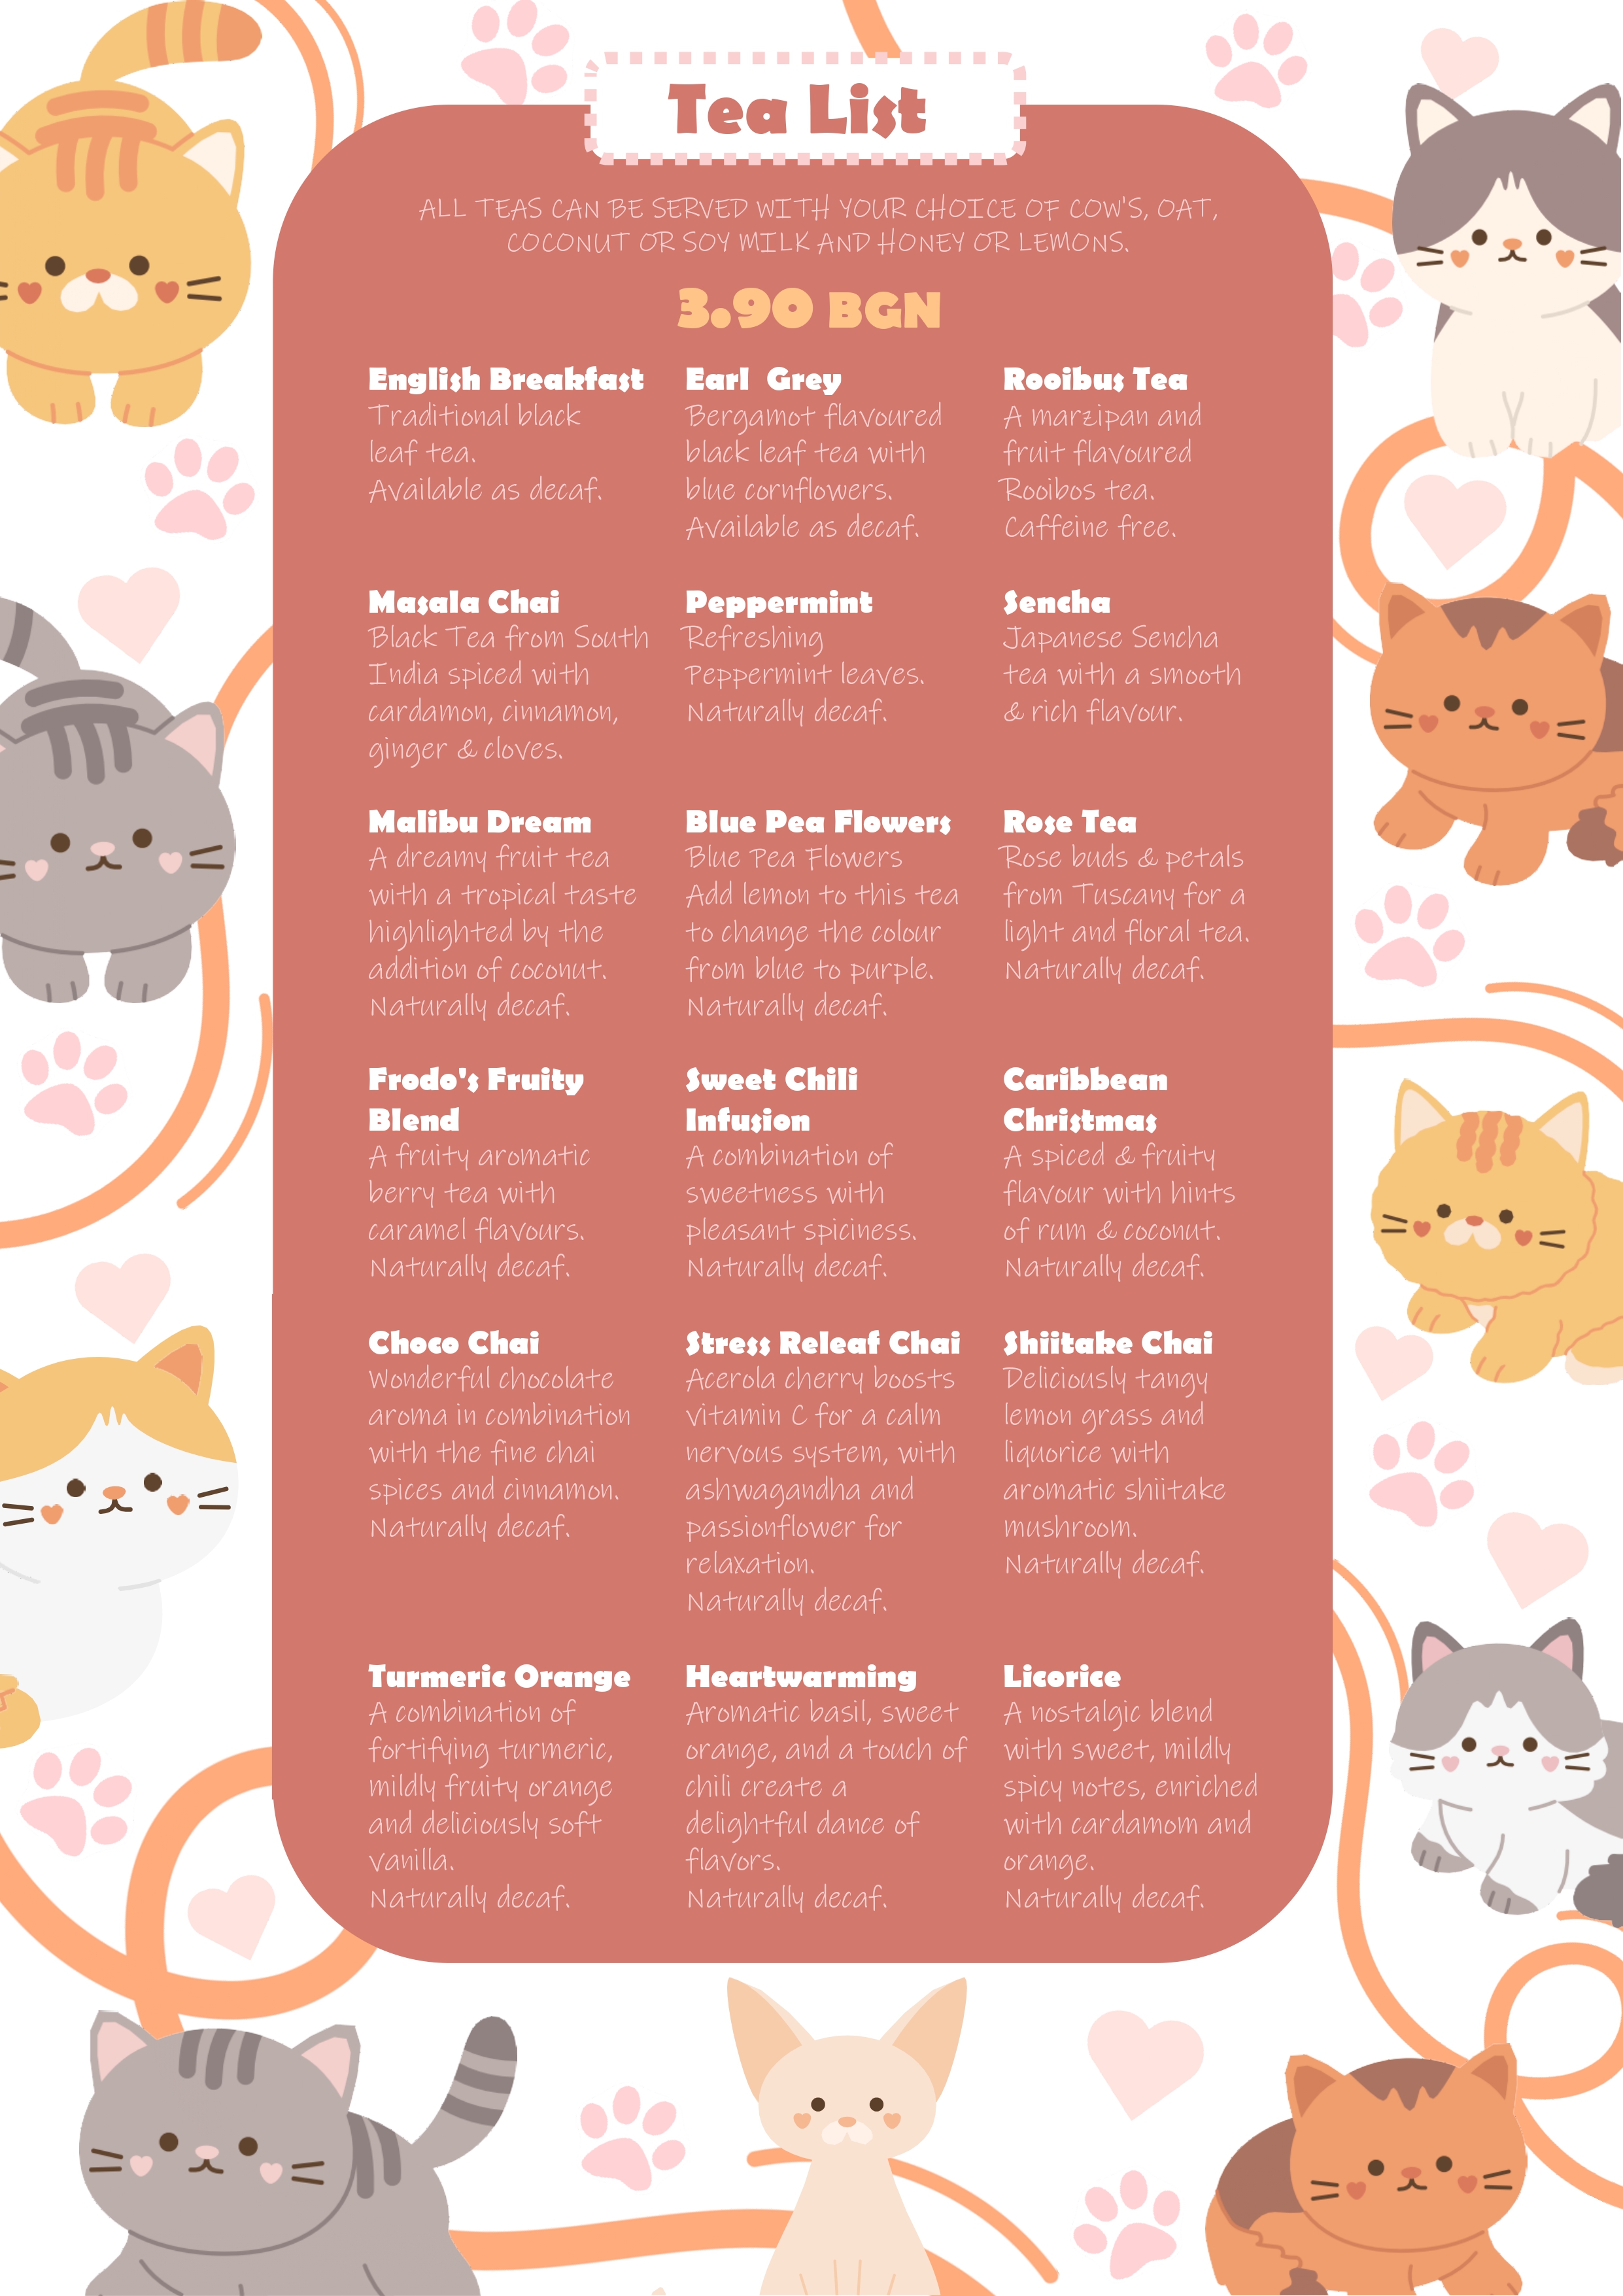 Tea List
ALL TEAS CAN BE SERVED WITH YOUR CHOICE OF COW'S, OAT,
COCONUT OR SOY MILK AND HONEY OR LEMONS.
3.90 BGN
English Breakfast
Traditional black
leaf tea.
Available as decaf.
Earl Grey
Bergamot flavoured
black leaf tea with
blue cornflowers.
Available as decaf.
Rooibus Tea
A marzipan and
fruit flavoured
Rooibos tea.
Caffeine free.
Masala Chai
Black Tea from South
India spiced with
cardamon, cinnamon,
ginger & cloves.
Peppermint
Refreshing
Peppermint leaves.
Naturally decaf.
Sencha
Japanese Sencha
tea with a smooth
& rich flavour.
Malibu Dream
A dreamy fruit tea
with a tropical taste
highlighted by the
addition of coconut.
Naturally decaf.
Blue Pea Flowers
Blue Pea Flowers
Add lemon to this tea
to change the colour
from blue to purple.
Naturally decaf.
Rose Tea
Rose buds & petals
from Tuscany for a
light and floral tea.
Naturally decaf.
Frodo's Fruity
Blend
A fruity aromatic
berry tea with
caramel flavours.
Naturally decaf.
Sweet Chili
Infusion
A combination of
sweetness with
pleasant spiciness.
Naturally decaf.
Caribbean
Christmas
A spiced & fruity
flavour with hints
of rum & coconut.
Naturally decaf.
Choco Chai
Wonderful chocolate
aroma in combination
with the fine chai
spices and cinnamon.
Naturally decaf.
Stress Releaf Chai
Acerola cherry boosts
vitamin C for a calm
nervous system, with
ashwagandha and
passionflower for
relaxation.
Naturally decaf.
Shiitake Chai
Deliciously tangy
lemon grass and
liquorice with
aromatic shiitake
mushroom.
Naturally decaf.
Turmeric Orange
A combination of
fortifying turmeric,
mildly fruity orange
and deliciously soft
vanilla.
Naturally decaf.
Heartwarming
Aromatic basil, sweet
orange, and a touch of
chili create a
delightful dance of
flavors.
Naturally decaf.
Licorice
A nostalgic blend
with sweet, mildly
spicy notes, enriched
with cardamom and
orange.
Naturally decaf.